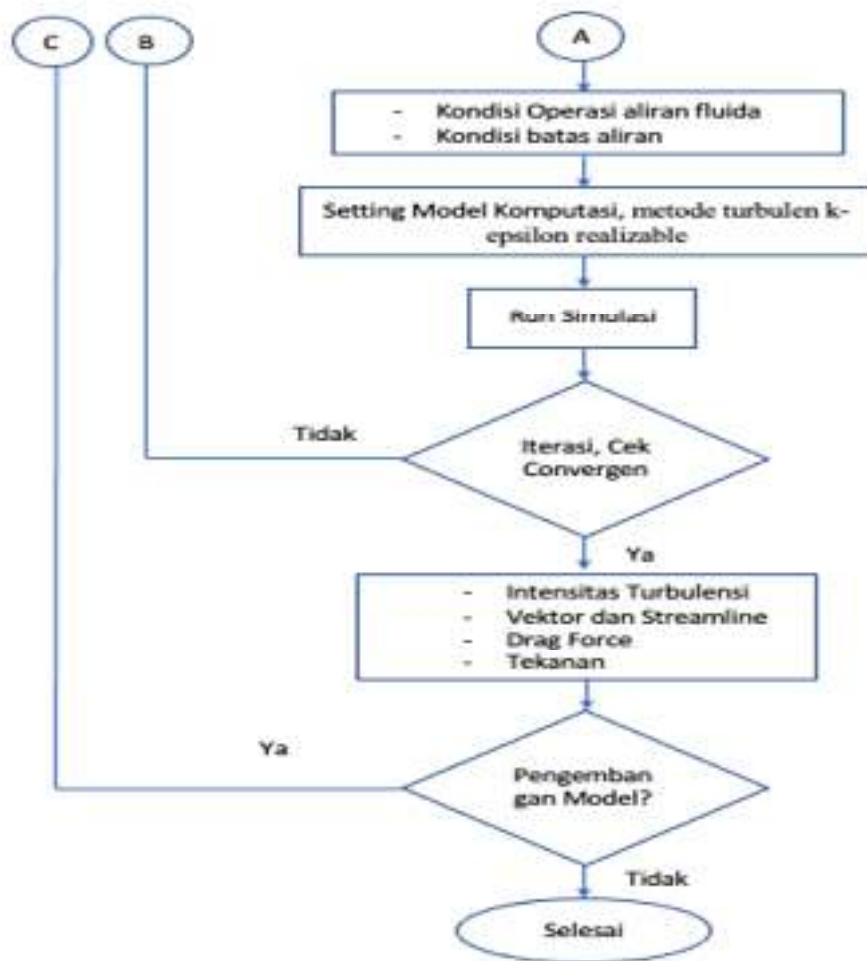 C
B
A
- Kondisi Operasi aliran fluida
- Kondisi batas aliran
Setting Model Komputasi, metode turbulen k-
epsilon realizable
Run Simulasi
Tidak
Iterasi, Cek
Convergen
Ya
- Intensitas Turbulensi
- Vektor dan Streamline
- Drag Force
- Tekanan
Ya
Pengemban
gan Model?
Tidak
Selesai